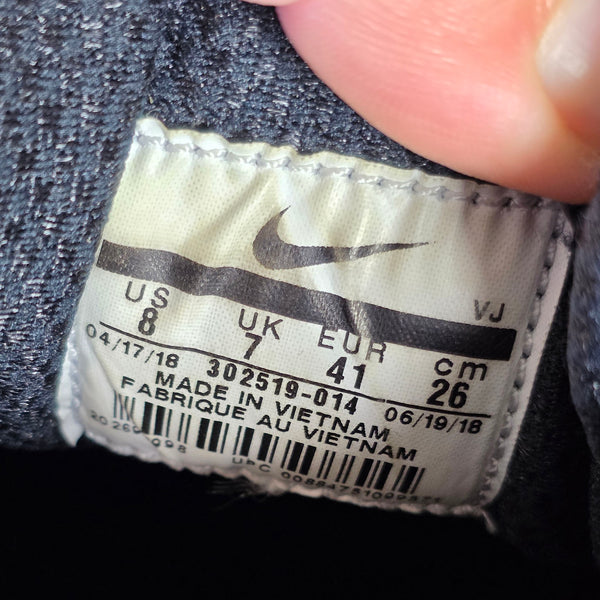 VJ
US UK EUR cm
8 7 41 26
04/17/18 302519-014 06/19/18
MADE IN VIETNAM
FABRIQUE AU VIETNAM
UPC